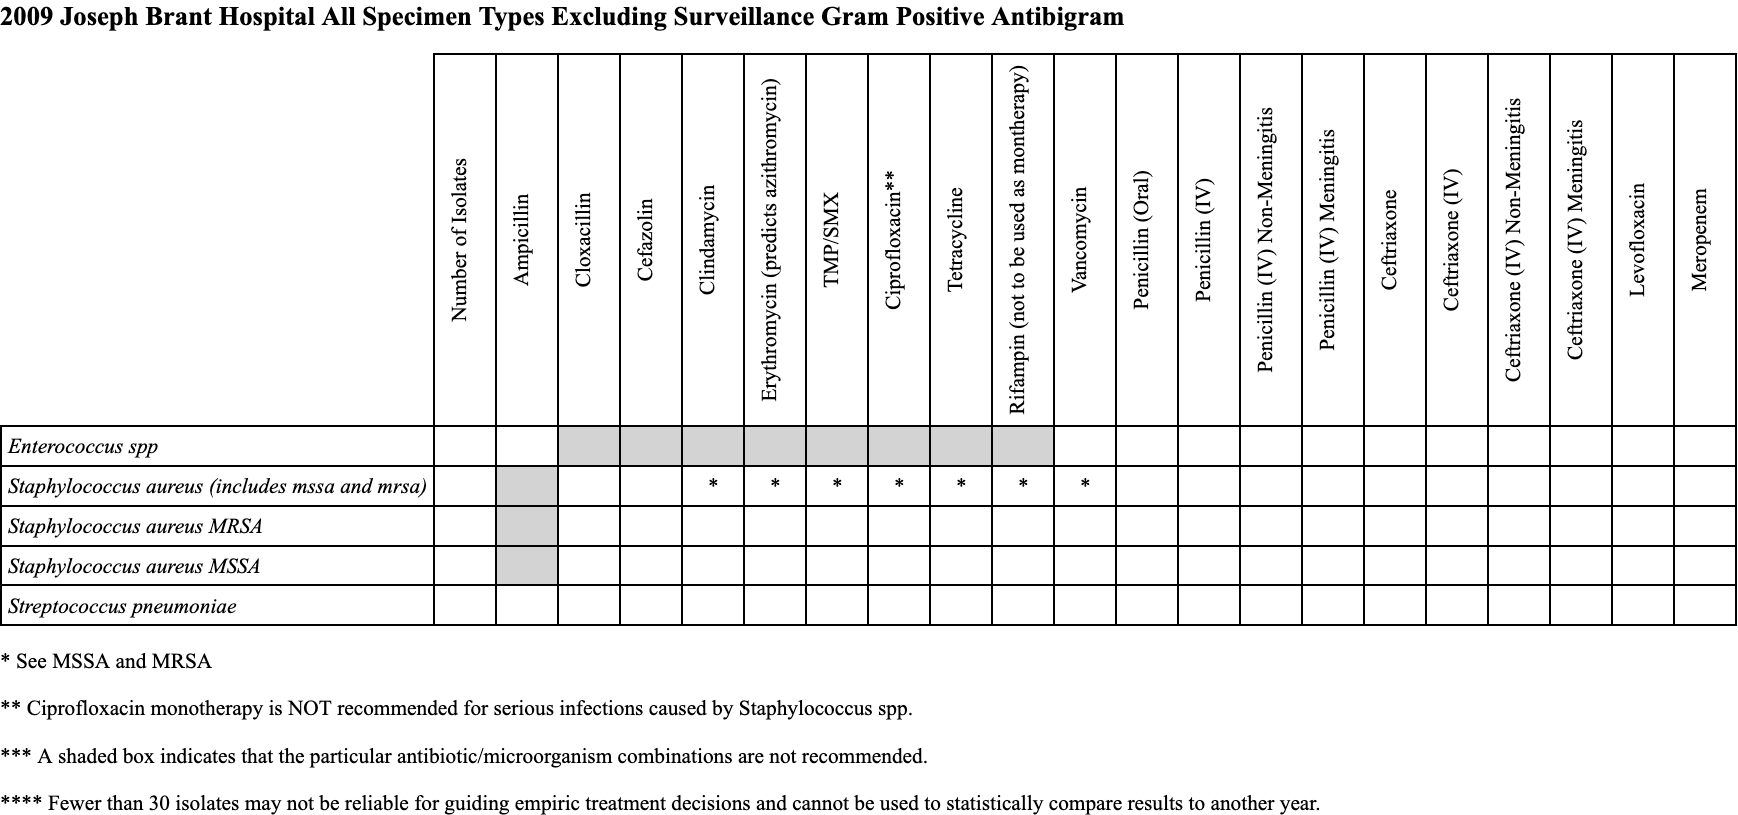 2009 Joseph Brant Hospital All Specimen Types Excluding Surveillance Gram Positive Antibigram
Number of Isolates
Ampicillin
Cloxacillin
Cefazolin
Clindamycin
Erythromycin (predicts azithromycin)
TMP/SMX
Ciprofloxacin**
Tetracycline
Rifampin (not to be used as montherapy)
Vancomycin
Penicillin (Oral)
Penicillin (IV)
Penicillin (IV) Non-Meningitis
Penicillin (IV) Meningitis
Ceftriaxone
Ceftriaxone (IV)
Ceftriaxone (IV) Non-Meningitis
Ceftriaxone (IV) Meningitis
Levofloxacin
Meropenem
Enterococcus spp
Staphylococcus aureus (includes mssa and mrsa) * * * * * * *
Staphylococcus aureus MRSA
Staphylococcus aureus MSSA
Streptococcus pneumoniae
* See MSSA and MRSA
** Ciprofloxacin monotherapy is NOT recommended for serious infections caused by Staphylococcus spp.
*** A shaded box indicates that the particular antibiotic/microorganism combinations are not recommended.
**** Fewer than 30 isolates may not be reliable for guiding empiric treatment decisions and cannot be used to statistically compare results to another year.